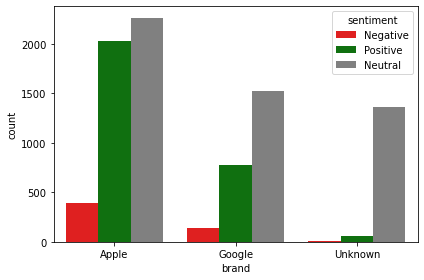 sentiment
Negative
Positive
Neutral
2000
1500
1000
500
0
count
Apple Google Unknown
brand